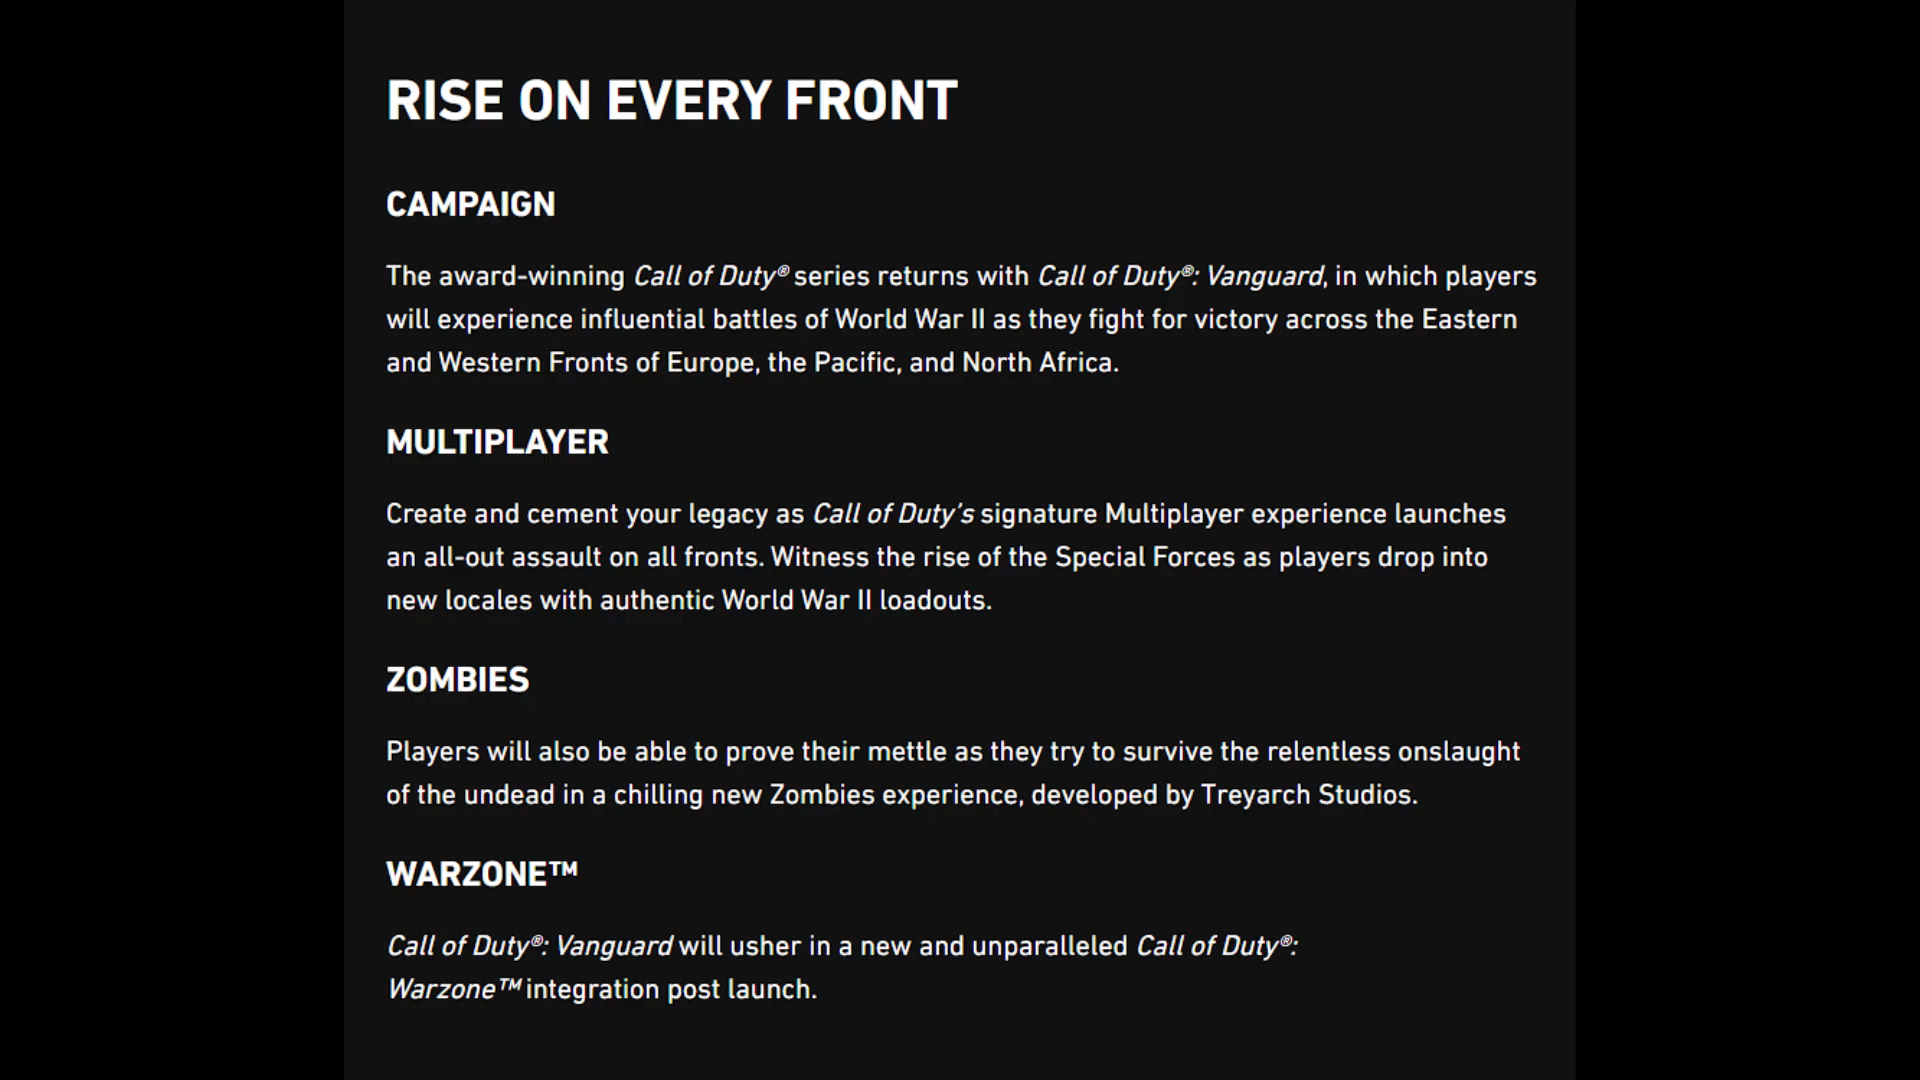 RISE ON EVERY FRONT
CAMPAIGN
The award-winning Call of Duty® series returns with Call of Duty®: Vanguard, in which players
will experience influential battles of World War II as they fight for victory across the Eastern
and Western Fronts of Europe, the Pacific, and North Africa.
MULTIPLAYER
Create and cement your legacy as Call of Duty's signature Multiplayer experience launches
an all-out assault on all fronts. Witness the rise of the Special Forces as players drop into
new locales with authentic World War II loadouts.
ZOMBIES
Players will also be able to prove their mettle as they try to survive the relentless onslaught
of the undead in a chilling new Zombies experience, developed by Treyarch Studios.
WARZONE™
Call of Duty®: Vanguard will usher in a new and unparalleled Call of Duty®:
Warzone™ integration post launch.